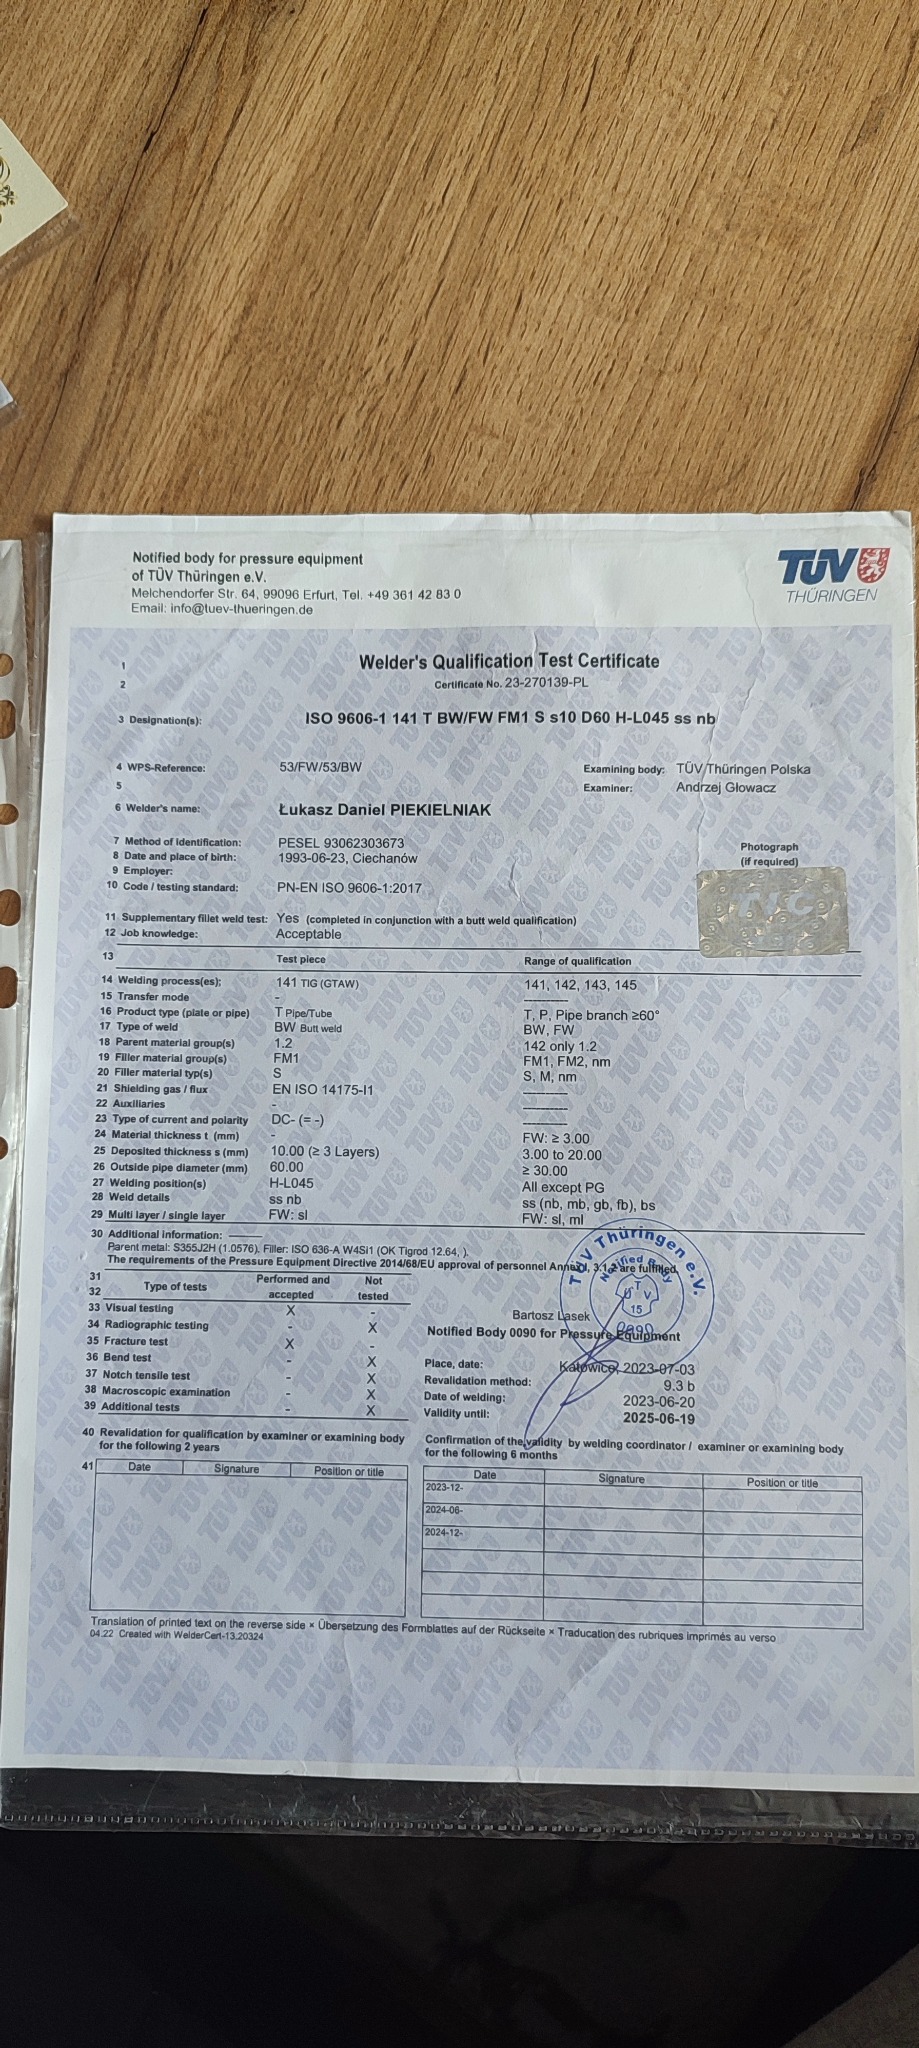 Notified body for pressure equipment
of TÜV Thüringen e.V.
Melchendorfer Str. 64, 99096 Erfurt, Tel. +49 361 42 83 0
Email: info@tuev-thueringen.de
TÜV
THÜRINGEN
1 Welder's Qualification Test Certificate
2 Certificate No. 23-270139-PL
3 Designation(s): ISO 9606-1 141 T BW/FW FM1 S s10 D60 H-L045 ss nb
4 WPS-Reference: 53/FW/53/BW Examining body: TÜV Thüringen Polska
5 Examiner: Andrzej Głowacz
6 Welder's name: Łukasz Daniel PIEKIELNIAK
7 Method of identification: PESEL 93062303673 Photograph
8 Date and place of birth: 1993-06-23, Ciechanów (if required)
9 Employer:
10 Code / testing standard: PN-EN ISO 9606-1:2017
11 Supplementary fillet weld test: Yes (completed in conjunction with a butt weld qualification)
12 Job knowledge: Acceptable
13 Test piece Range of qualification
14 Welding process(es): 141 TIG (GTAW) 141, 142, 143, 145
15 Transfer mode - ----------
16 Product type (plate or pipe) T Pipe/Tube T, P, Pipe branch ≥60°
17 Type of weld BW Butt weld BW, FW
18 Parent material group(s) 1.2 142 only 1.2
19 Filler material group(s) FM1 FM1, FM2, nm
20 Filler material typ(s) S S, M, nm
21 Shielding gas / flux EN ISO 14175-I1 ----------
22 Auxiliaries - ----------
23 Type of current and polarity DC- (= -) ----------
24 Material thickness t (mm) - FW: ≥ 3.00
25 Deposited thickness s (mm) 10.00 (≥ 3 Layers) 3.00 to 20.00
26 Outside pipe diameter (mm) 60.00 ≥ 30.00
27 Welding position(s) H-L045 All except PG
28 Weld details ss nb ss (nb, mb, gb, fb), bs
29 Multi layer / single layer FW: sl FW: sl, ml
30 Additional information: ----------
Parent metal: S355J2H (1.0576). Filler: ISO 636-A W4Si1 (OK Tigrod 12.64, ).
The requirements of the Pressure Equipment Directive 2014/68/EU approval of personnel Annex I, 3.1.2 are fulfilled.
31 Type of tests Performed and Not
32 accepted tested
33 Visual testing X -
34 Radiographic testing - X
35 Fracture test X -
36 Bend test - X
37 Notch tensile test - X
38 Macroscopic examination - X
39 Additional tests - X
TÜV Thüringen e.V.
Notified Body
TÜV
15
0090
Bartosz Lasek
Notified Body 0090 for Pressure Equipment
Place, date: Katowice, 2023-07-03
Revalidation method: 9.3 b
Date of welding: 2023-06-20
Validity until: 2025-06-19
40 Revalidation for qualification by examiner or examining body
for the following 2 years
41 Date Signature Position or title
Confirmation of the validity by welding coordinator / examiner or examining body
for the following 6 months
Date Signature Position or title
2023-12-
2024-06-
2024-12-
Translation of printed text on the reverse side × Übersetzung des Formblattes auf der Rückseite × Traducation des rubriques imprimés au verso
04.22 Created with WelderCert-13.20324